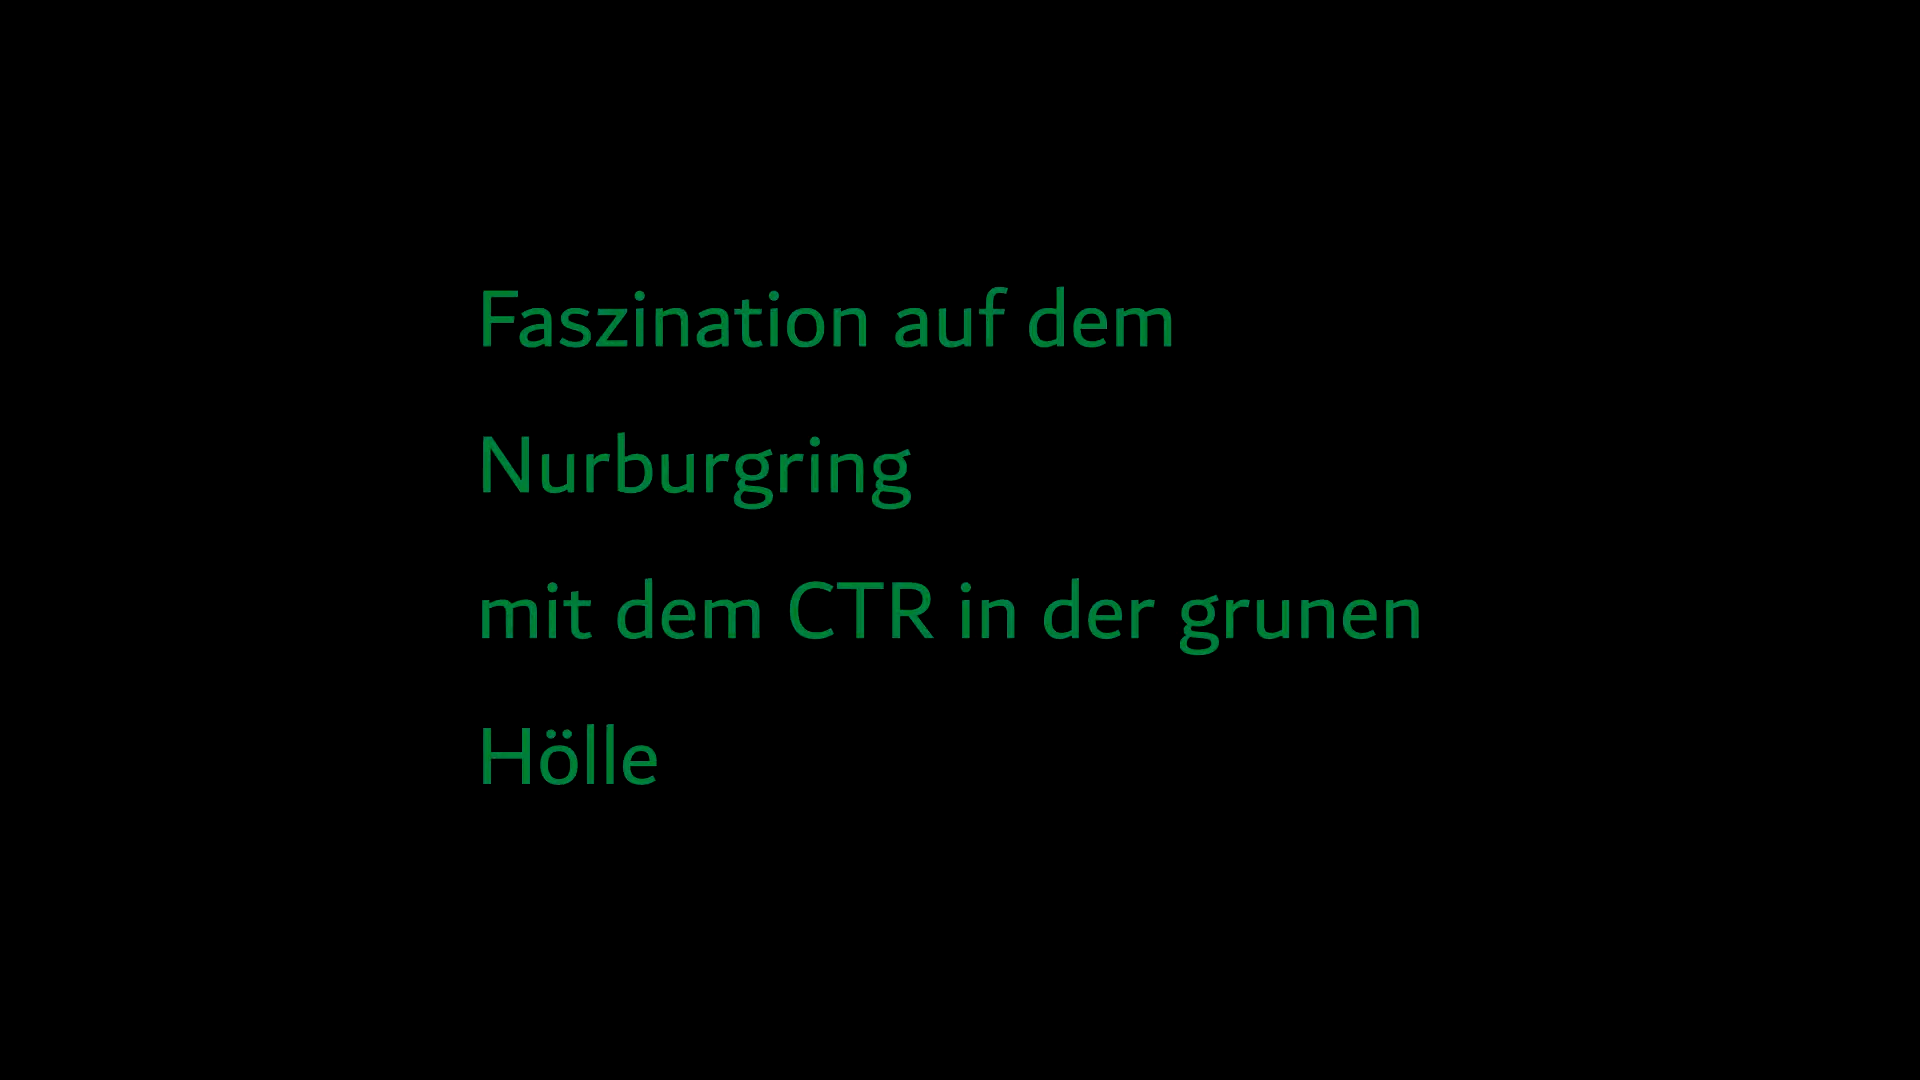 Faszination auf dem
Nurburgring
mit dem CTR in der grunen
Hölle